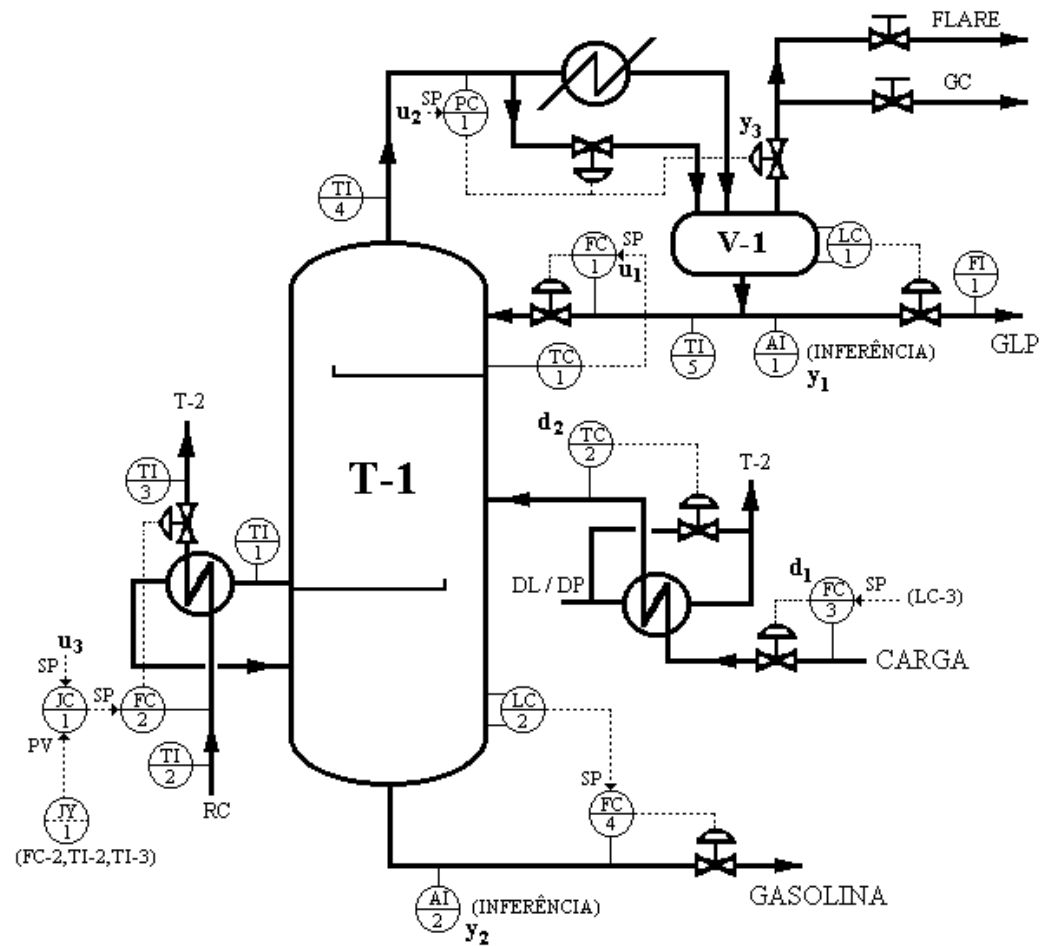 FLARE
GC
SP
u2
PC
1
y3
TI
4
V-1
LC
1
FC
1
SP
u1
FI
1
GLP
TI
5
AI
1
(INFERÊNCIA)
y1
TC
1
T-2
d2
TC
2
T-2
TI
3
T-1
TI
1
DL / DP
d1
FC
3
SP
(LC-3)
CARGA
u3
SP
JC
1
SP
FC
2
PV
LC
2
TI
2
RC
JY
1
(FC-2,TI-2,TI-3)
SP
FC
4
GASOLINA
AI
2
(INFERÊNCIA)
y2